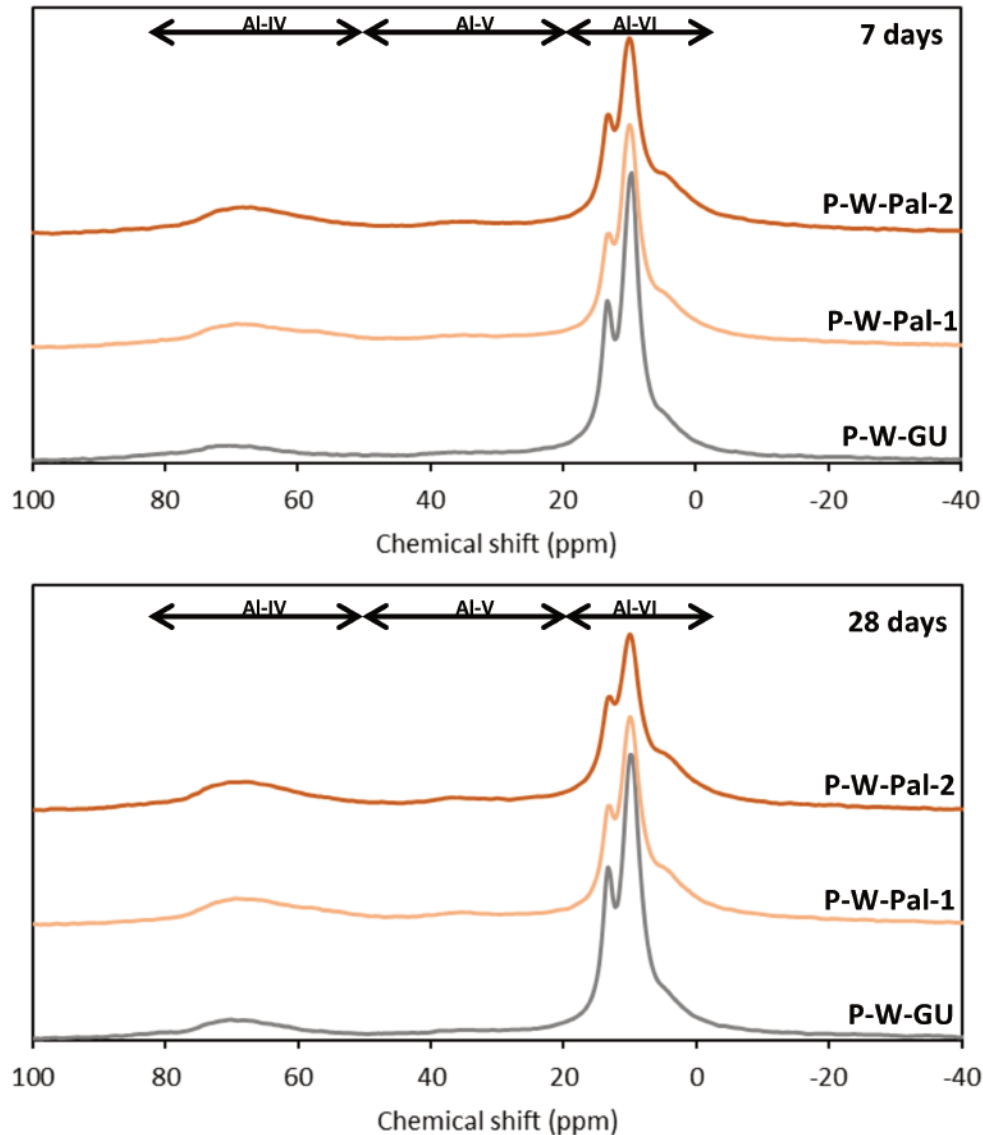 Al-IV Al-V Al-VI
7 days
P-W-Pal-2
P-W-Pal-1
P-W-GU
100 80 60 40 20 0 -20 -40
Chemical shift (ppm)
Al-IV Al-V Al-VI
28 days
P-W-Pal-2
P-W-Pal-1
P-W-GU
100 80 60 40 20 0 -20 -40
Chemical shift (ppm)